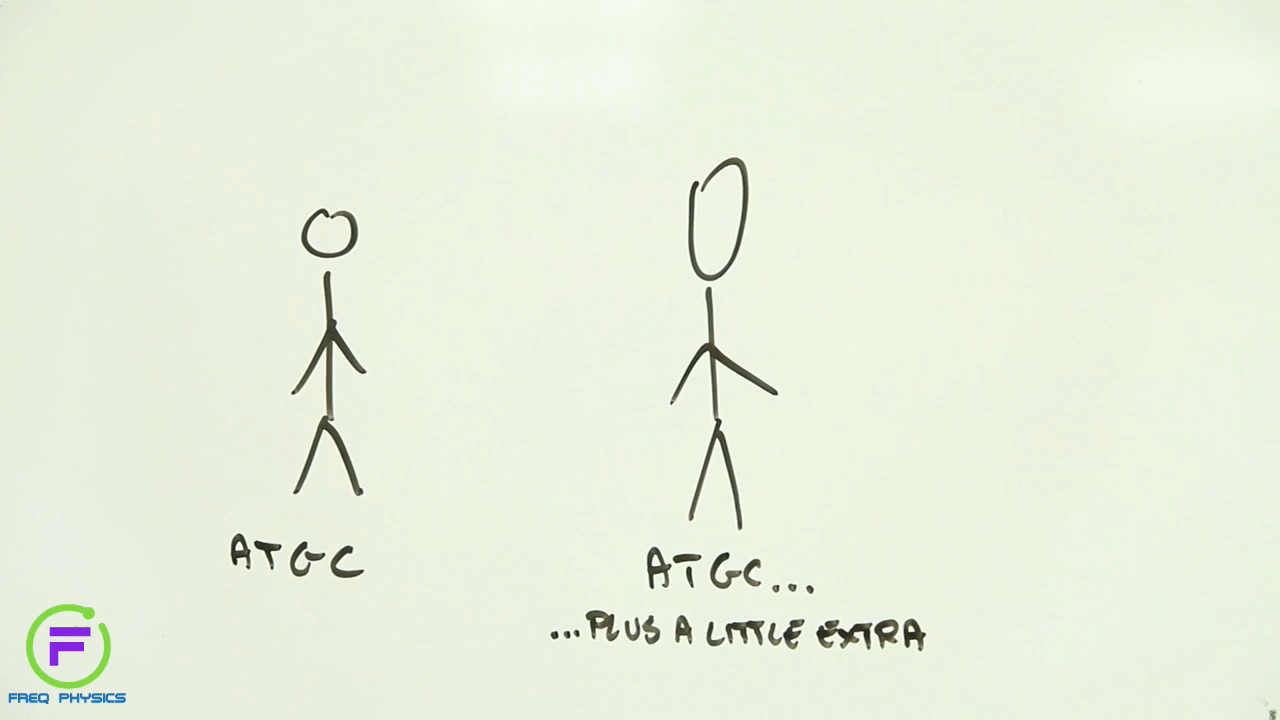 ATGC
ATGC...
...PLUS A LITTLE EXTRA
F
FREQ PHYSICS